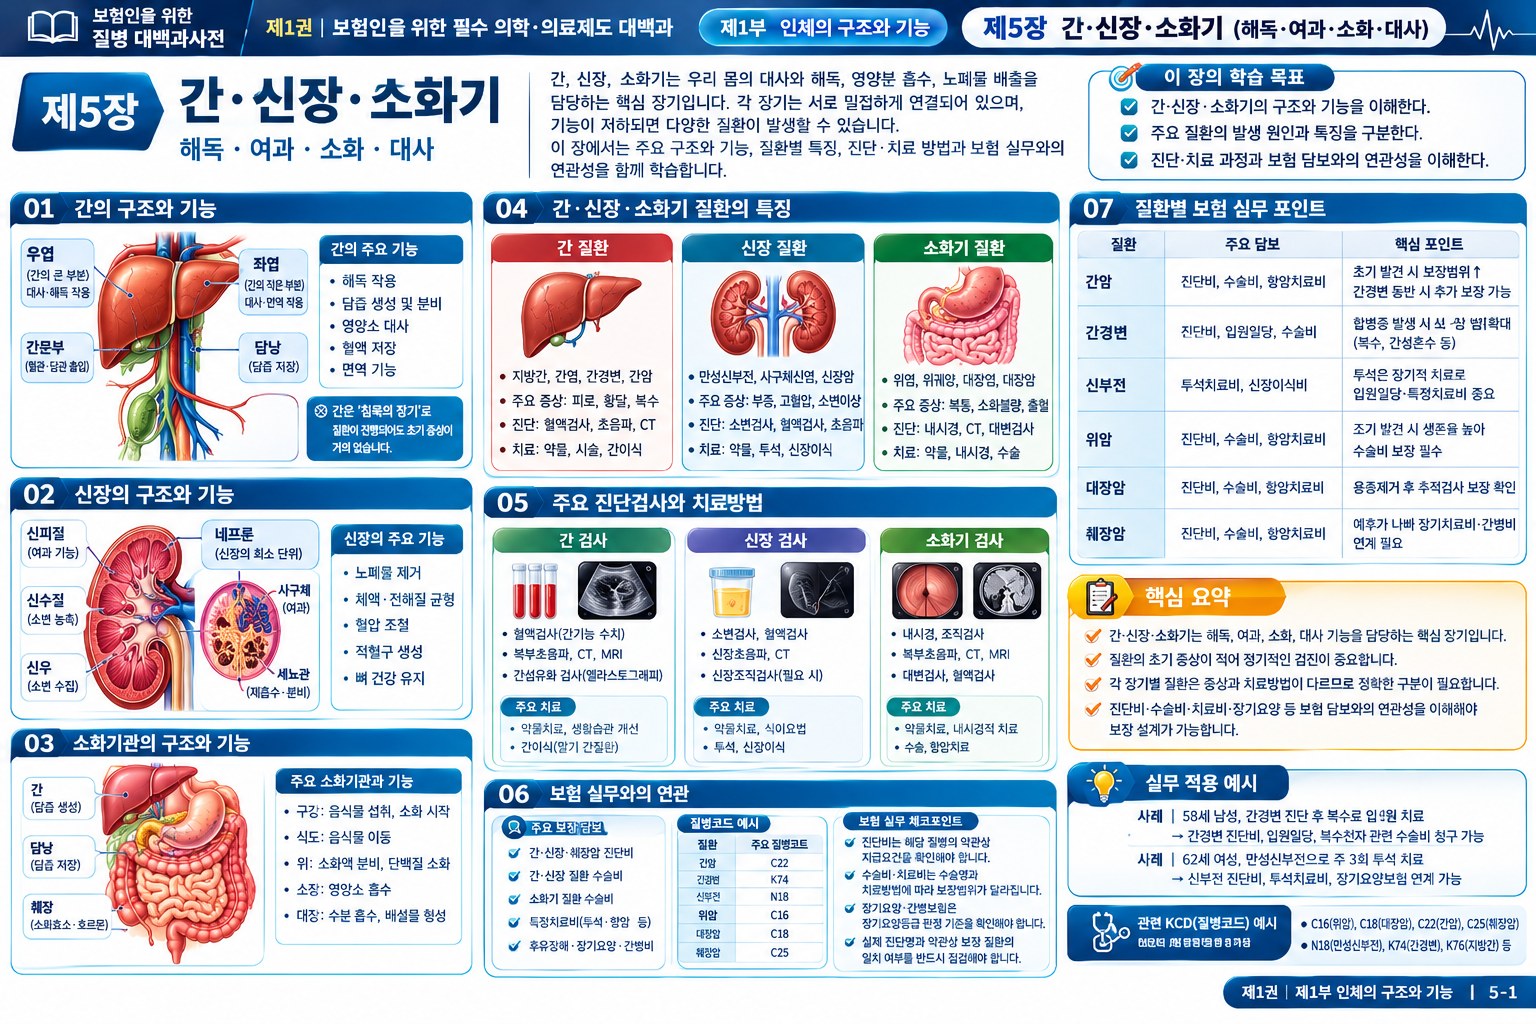 보험인을 위한
질병 대백과사전
제1권 | 보험인을 위한 필수 의학·의료제도 대백과
제1부 인체의 구조와 기능
제5장 간·신장·소화기 (해독·여과·소화·대사)
제5장
간·신장·소화기
해독 · 여과 · 소화 · 대사
간, 신장, 소화기는 우리 몸의 대사와 해독, 영양분 흡수, 노폐물 배출을
담당하는 핵심 장기입니다. 각 장기는 서로 밀접하게 연결되어 있으며,
기능이 저하되면 다양한 질환이 발생할 수 있습니다.
이 장에서는 주요 구조와 기능, 질환별 특징, 진단·치료 방법과 보험 실무와의
연관성을 함께 학습합니다.
이 장의 학습 목표
간·신장·소화기의 구조와 기능을 이해한다.
주요 질환의 발생 원인과 특징을 구분한다.
진단·치료 과정과 보험 담보와의 연관성을 이해한다.
01 간의 구조와 기능
우엽
(간의 큰 부분)
대사·해독 작용
좌엽
(간의 작은 부분)
대사·면역 작용
간문부
(혈관·담관 출입)
담낭
(담즙 저장)
간의 주요 기능
• 해독 작용
• 담즙 생성 및 분비
• 영양소 대사
• 혈액 저장
• 면역 기능
간은 '침묵의 장기'로
질환이 진행되어도 초기 증상이
거의 없습니다.
02 신장의 구조와 기능
신피절
(여과 기능)
신수절
(소변 농축)
신우
(소변 수집)
네프론
(신장의 최소 단위)
사구체
(여과)
세뇨관
(재흡수·분비)
신장의 주요 기능
• 노폐물 제거
• 체액·전해질 균형
• 혈압 조절
• 적혈구 생성
• 뼈 건강 유지
03 소화기관의 구조와 기능
간
(담즙 생성)
담낭
(담즙 저장)
췌장
(소화효소·호르몬)
주요 소화기관과 기능
• 구강: 음식물 섭취, 소화 시작
• 식도: 음식물 이동
• 위: 소화액 분비, 단백질 소화
• 소장: 영양소 흡수
• 대장: 수분 흡수, 배설물 형성
04 간·신장·소화기 질환의 특징
간 질환
• 지방간, 간염, 간경변, 간암
• 주요 증상: 피로, 황달, 복수
• 진단: 혈액검사, 초음파, CT
• 치료: 약물, 시술, 간이식
신장 질환
• 만성신부전, 사구체신염, 신장암
• 주요 증상: 부종, 고혈압, 소변이상
• 진단: 소변검사, 혈액검사, 초음파
• 치료: 약물, 투석, 신장이식
소화기 질환
• 위염, 위궤양, 대장염, 대장암
• 주요 증상: 복통, 소화불량, 출혈
• 진단: 내시경, CT, 대변검사
• 치료: 약물, 내시경, 수술
05 주요 진단검사와 치료방법
간 검사
• 혈액검사(간기능 수치)
• 복부초음파, CT, MRI
• 간섬유화 검사(엘라스토그래피)
주요 치료
• 약물치료, 생활습관 개선
• 간이식(말기 간질환)
신장 검사
• 소변검사, 혈액검사
• 신장초음파, CT
• 신장조직검사(필요 시)
주요 치료
• 약물치료, 식이요법
• 투석, 신장이식
소화기 검사
• 내시경, 조직검사
• 복부초음파, CT, MRI
• 대변검사, 혈액검사
주요 치료
• 약물치료, 내시경적 치료
• 수술, 항암치료
06 보험 실무와의 연관
주요 보장 담보
간·신장·췌장암 진단비
간·신장 질환 수술비
소화기 질환 수술비
특정치료비(투석·항암 등)
후유장해·장기요양·간병비
질병코드 예시
질환 주요 질병코드
간암 C22
간경변 K74
신부전 N18
위암 C16
대장암 C18
췌장암 C25
보험 실무 체크포인트
진단비는 해당 질병의 약관상
지급요건을 확인해야 합니다.
수술비·치료비는 수술명과
치료방법에 따라 보장범위가 달라집니다.
장기요양·간병보험은
장기요양등급 판정 기준을 확인해야 합니다.
실제 진단명과 약관상 보장 질환의
일치 여부를 반드시 점검해야 합니다.
07 질환별 보험 실무 포인트
질환 주요 담보 핵심 포인트
간암 진단비, 수술비, 항암치료비 초기 발견 시 보장범위↑
간경변 동반 시 추가 보장 가능
간경변 진단비, 입원일당, 수술비 합병증 발생 시 확대
(복수, 간성혼수 등)
신부전 투석치료비, 신장이식비 투석은 장기적 치료로
입원일당·특정치료비 중요
위암 진단비, 수술비, 항암치료비 조기 발견 시 생존율 높아
수술비 보장 필수
대장암 진단비, 수술비, 항암치료비 용종제거 후 추적검사 보장 확인
췌장암 진단비, 수술비, 항암치료비 예후가 나빠 장기치료비·간병비
연계 필요
핵심 요약
간·신장·소화기는 해독, 여과, 소화, 대사 기능을 담당하는 핵심 장기입니다.
질환의 초기 증상이 적어 정기적인 검진이 중요합니다.
각 장기별 질환은 증상과 치료방법이 다르므로 정확한 구분이 필요합니다.
진단비·수술비·치료비·장기요양 등 보험 담보와의 연관성을 이해해야
보장 설계가 가능합니다.
실무 적용 예시
사례 | 58세 남성, 간경변 진단 후 복수로 입원 치료
→ 간경변 진단비, 입원일당, 복수천자 관련 수술비 청구 가능
사례 | 62세 여성, 만성신부전으로 주 3회 투석 치료
→ 신부전 진단비, 투석치료비, 장기요양보험 연계 가능
관련 KCD(질병코드) 예시
• C16(위암), C18(대장암), C22(간암), C25(췌장암)
• N18(만성신부전), K74(간경변), K76(지방간) 등
제1권 | 제1부 인체의 구조와 기능 | 5-1